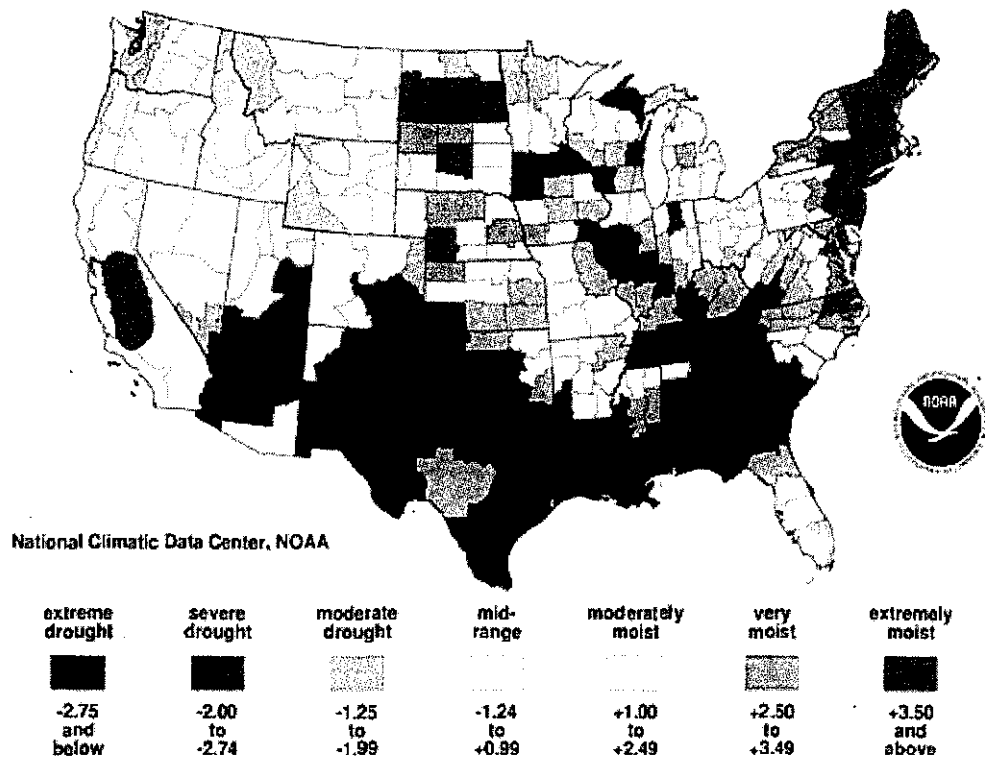 NOAA
National Climatic Data Center, NOAA
extreme drought
severe drought
moderate drought
mid-range
moderately moist
very moist
extremely moist
-2.75 and below
-2.00 to -2.74
-1.25 to -1.99
-1.24 to +0.99
+1.00 to +2.49
+2.50 to +3.49
+3.50 and above